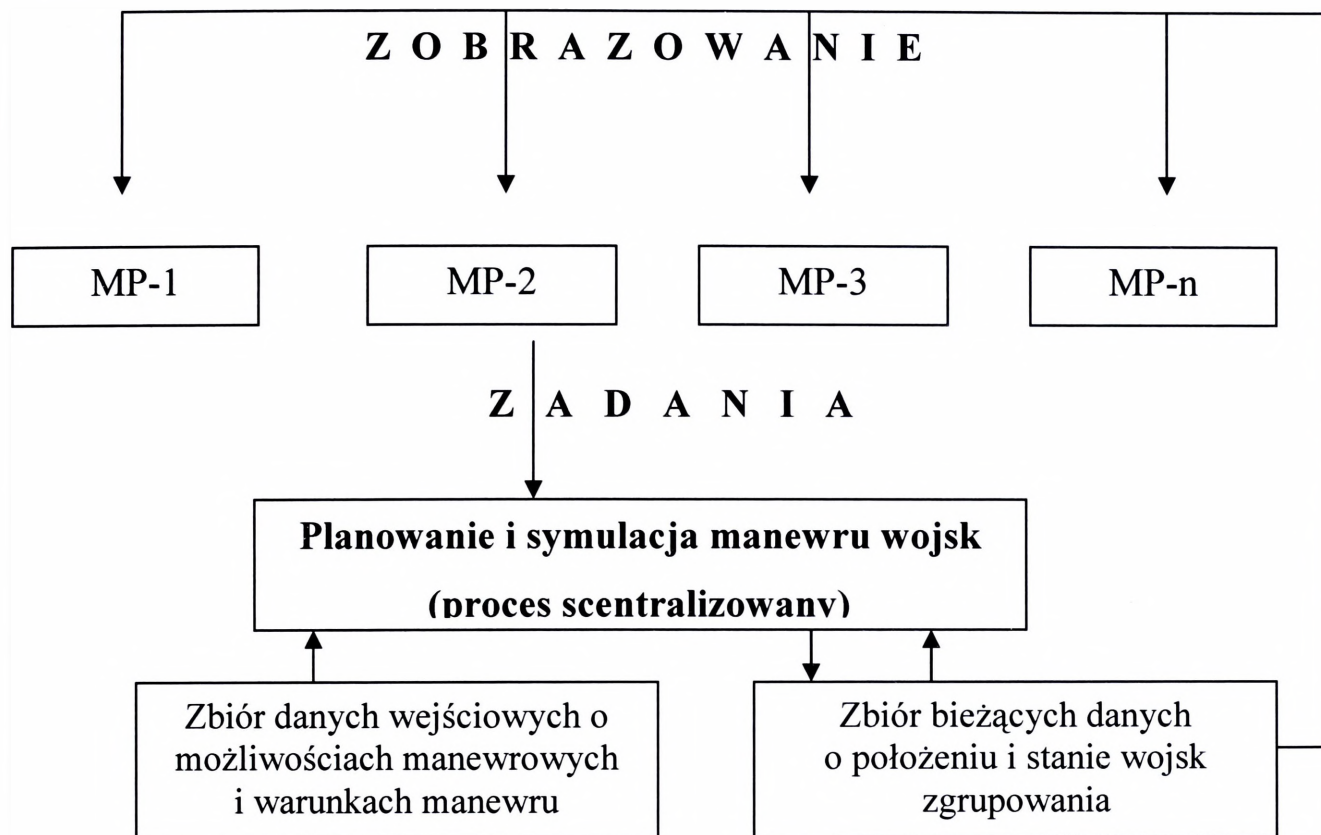 Z O B R A Z O W A N I E
MP-1
MP-2
MP-3
MP-n
Z A D A N I A
Planowanie i symulacja manewru wojsk
(proces scentralizowany)
Zbiór danych wejściowych o
możliwościach manewrowych
i warunkach manewru
Zbiór bieżących danych
o położeniu i stanie wojsk
zgrupowania